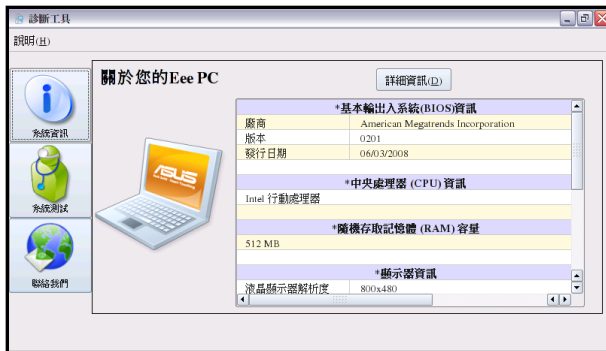 診斷工具
說明(H)
系統資訊
系統測試
聯絡我們
關於您的Eee PC
詳細資訊(D)
ASUS
*基本輸出入系統(BIOS)資訊
廠商 American Megatrends Incorporation
版本 0201
發行日期 06/03/2008
*中央處理器 (CPU) 資訊
Intel 行動處理器
*隨機存取記憶體 (RAM) 容量
512 MB
*顯示器資訊
液晶顯示器解析度 800x480